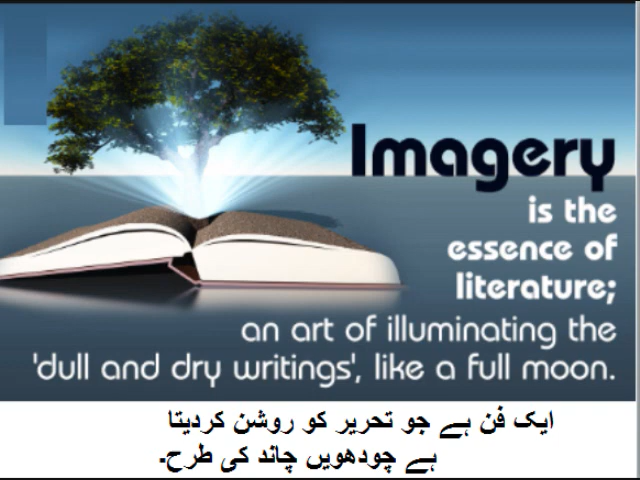 Imagery
is the
essence of
literature;
an art of illuminating the
'dull and dry writings', like a full moon.
ایک فن ہے جو تحریر کو روشن کردیتا
ہے چودھویں چاند کی طرح۔